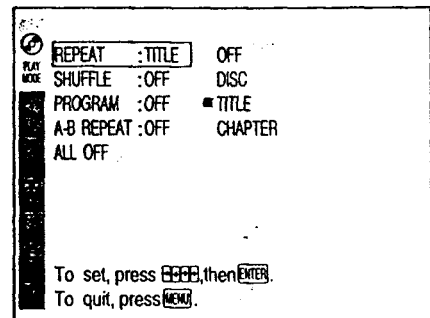 PLAY
MODE
REPEAT :TITLE OFF
SHUFFLE :OFF DISC
PROGRAM :OFF ■ TITLE
A-B REPEAT :OFF CHAPTER
ALL OFF
To set, press ,then ENTER.
To quit, press MENU.